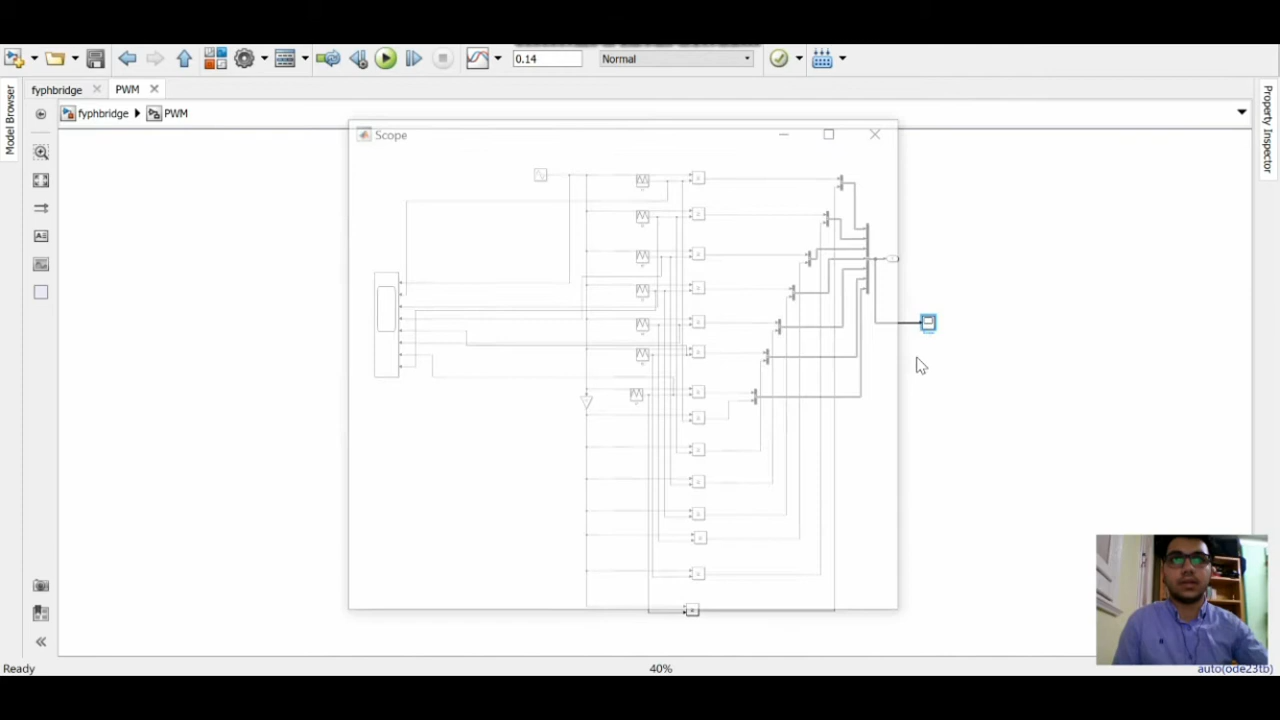 0.14
Normal
fyphbridge
PWM
fyphbridge
PWM
Model Browser
Property Inspector
Scope
Ready
40%
auto(ode23tb)